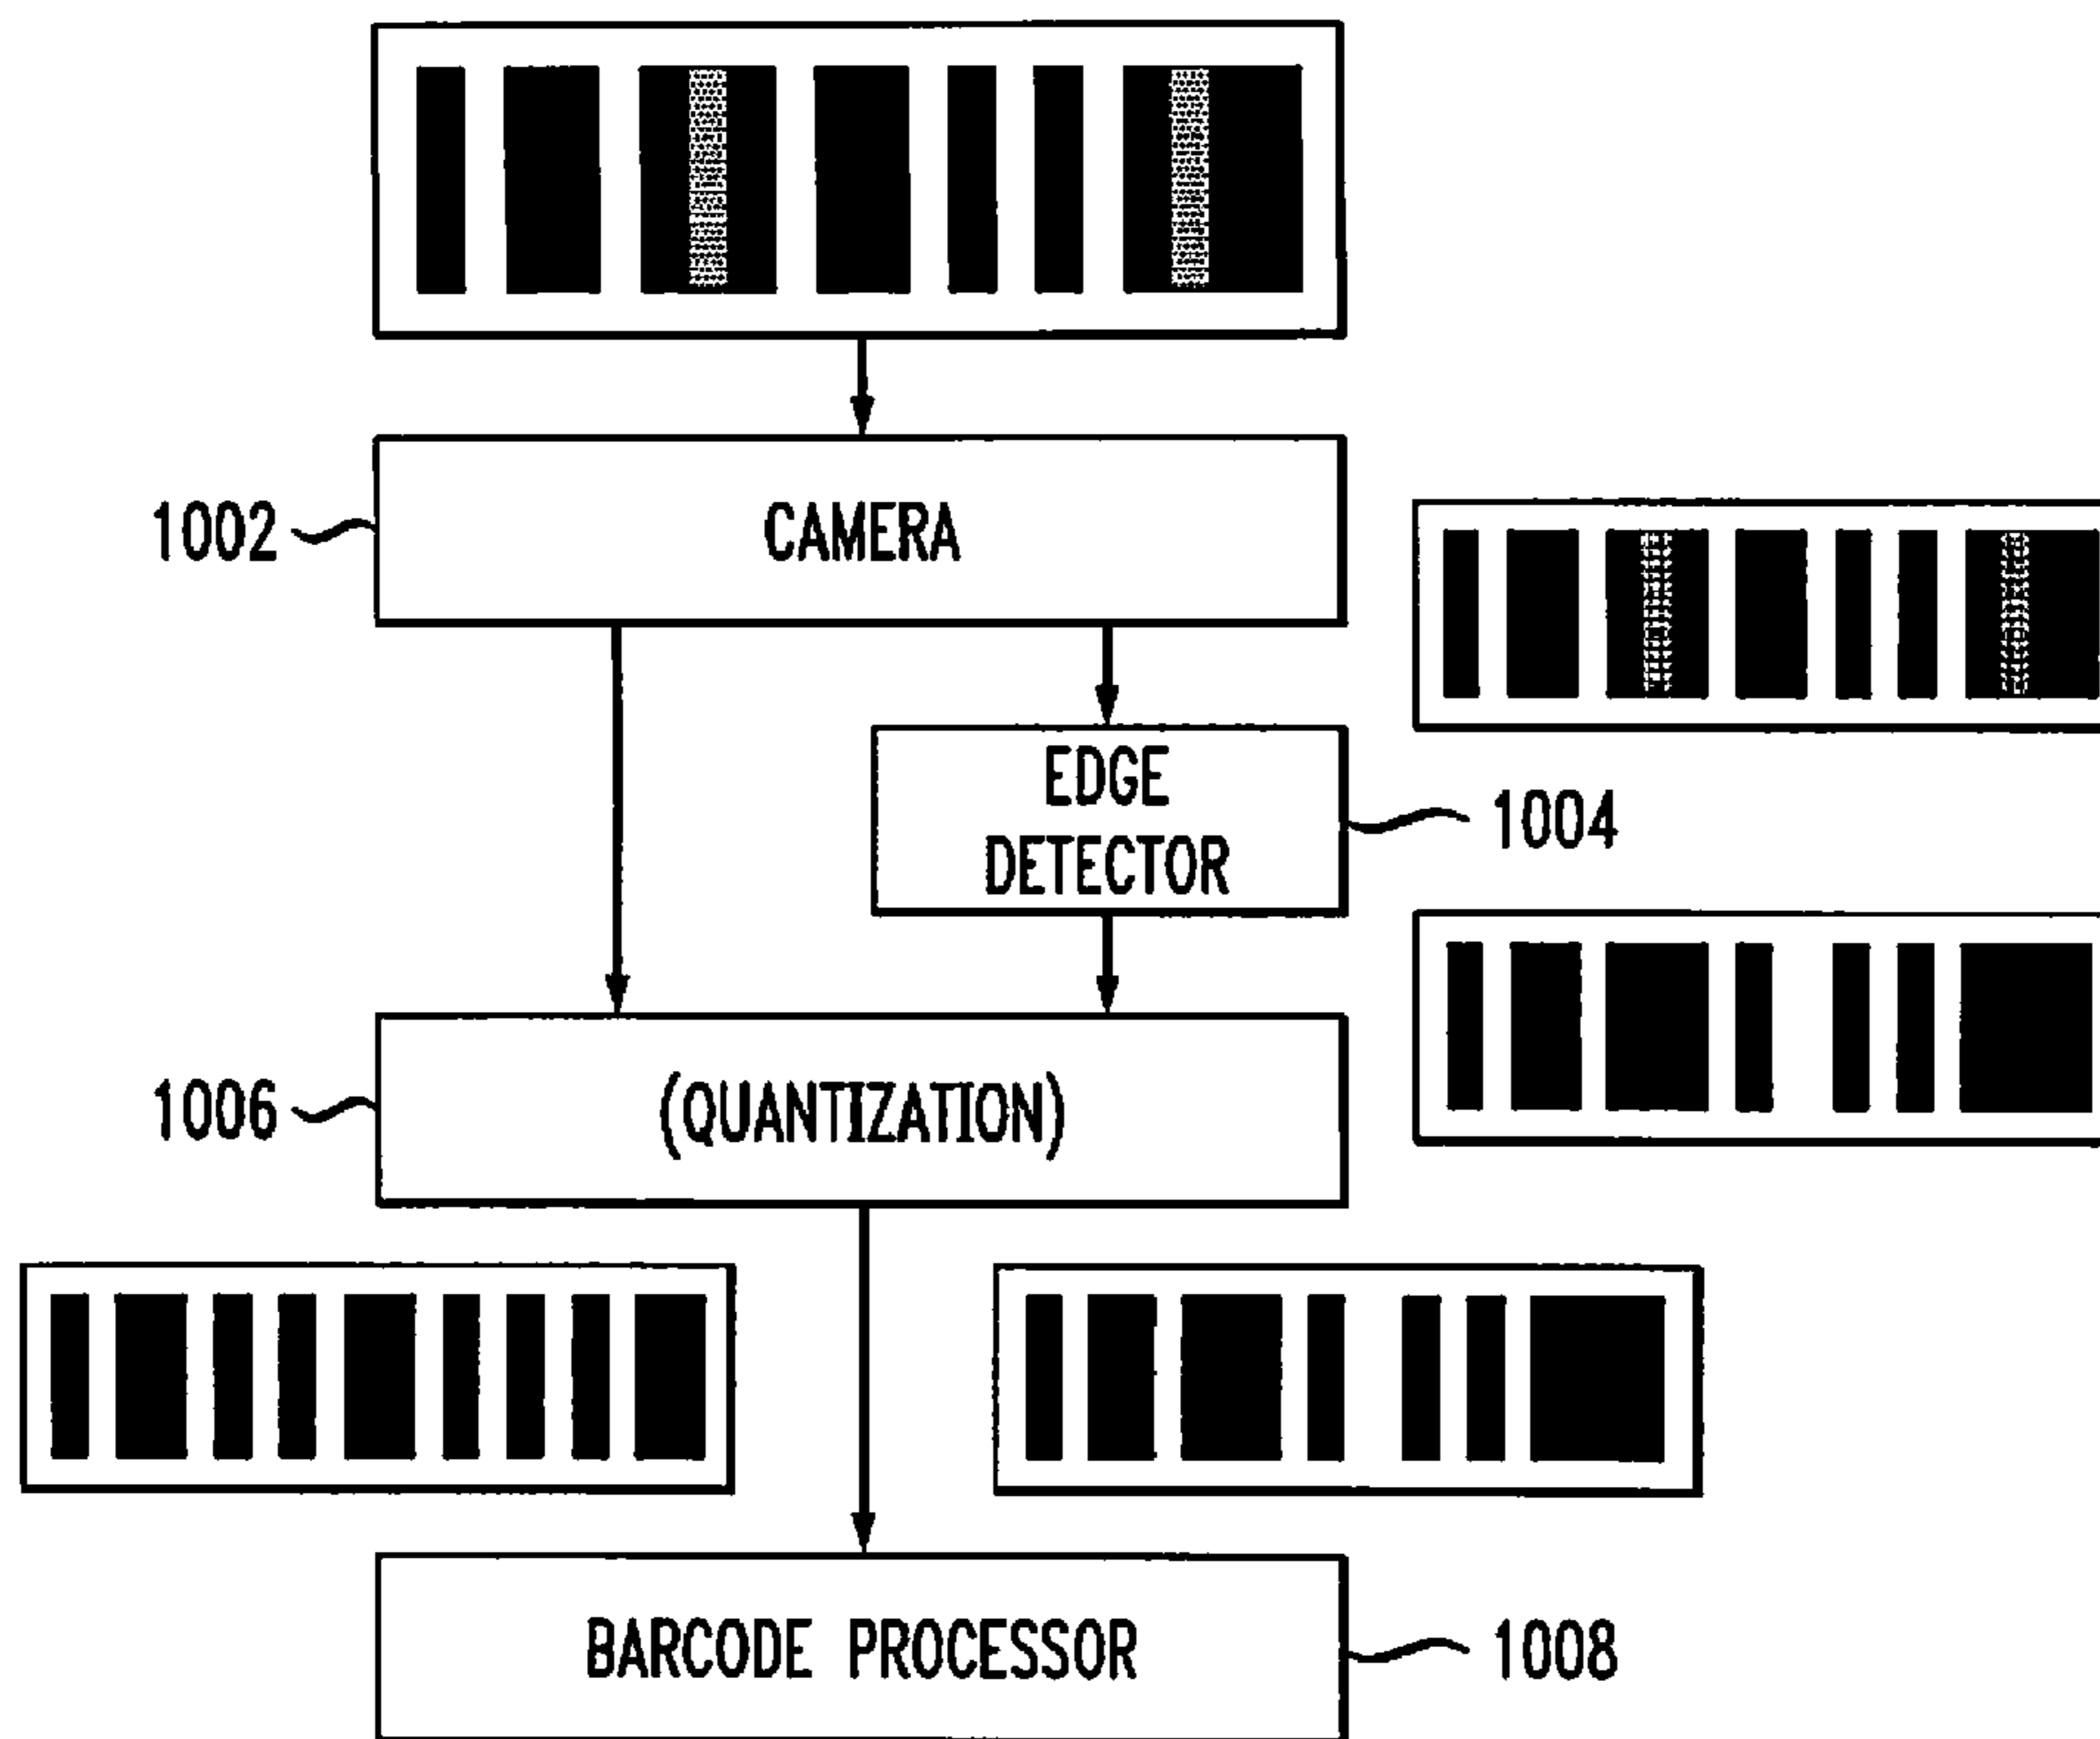 1002
CAMERA
EDGE
DETECTOR
1004
1006
(QUANTIZATION)
BARCODE PROCESSOR
1008